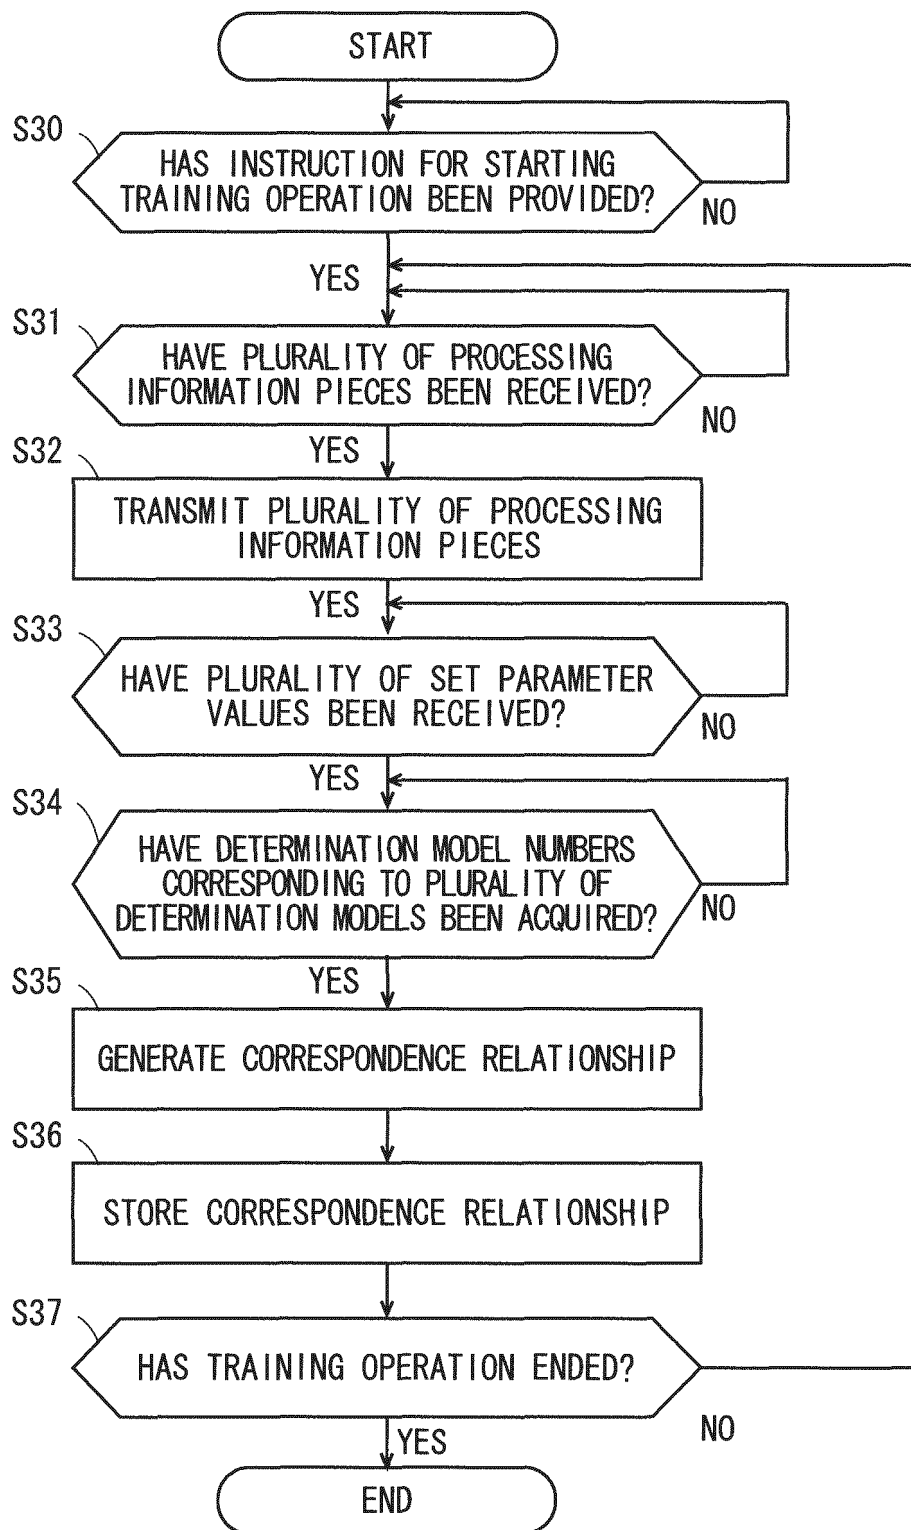 START
S30
HAS INSTRUCTION FOR STARTING
TRAINING OPERATION BEEN PROVIDED?
NO
YES
S31
HAVE PLURALITY OF PROCESSING
INFORMATION PIECES BEEN RECEIVED?
NO
YES
S32
TRANSMIT PLURALITY OF PROCESSING
INFORMATION PIECES
YES
S33
HAVE PLURALITY OF SET PARAMETER
VALUES BEEN RECEIVED?
NO
YES
S34
HAVE DETERMINATION MODEL NUMBERS
CORRESPONDING TO PLURALITY OF
DETERMINATION MODELS BEEN ACQUIRED?
NO
YES
S35
GENERATE CORRESPONDENCE RELATIONSHIP
S36
STORE CORRESPONDENCE RELATIONSHIP
S37
HAS TRAINING OPERATION ENDED?
NO
YES
END